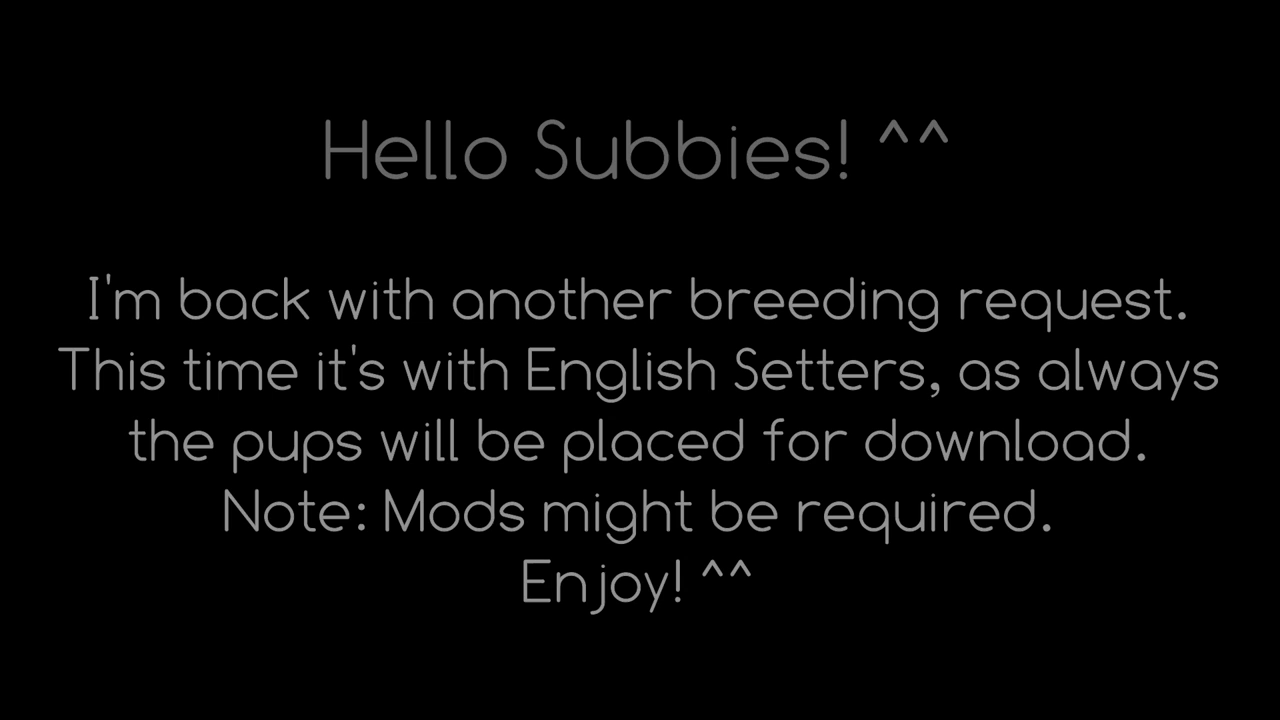 Hello Subbies! ^^
I'm back with another breeding request.
This time it's with English Setters, as always
the pups will be placed for download.
Note: Mods might be required.
Enjoy! ^^